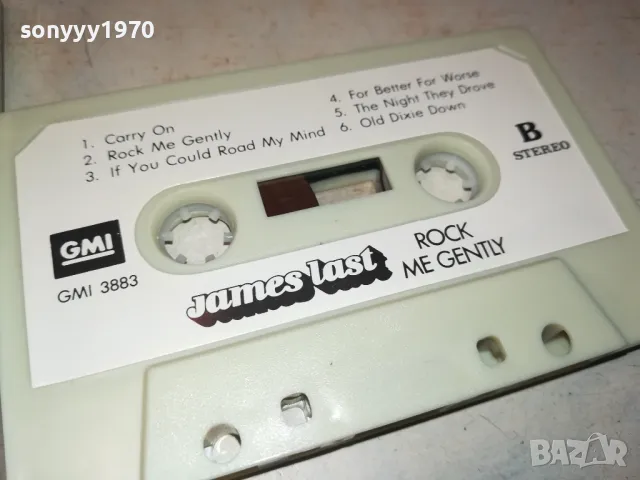 sonyyy1970
1. Carry On
2. Rock Me Gently
3. If You Could Road My Mind
4. For Better For Worse
5. The Night They Drove
6. Old Dixie Down
B
STEREO
GMI
GMI 3883
James Last
ROCK
ME GENTLY
BAZAR
bg